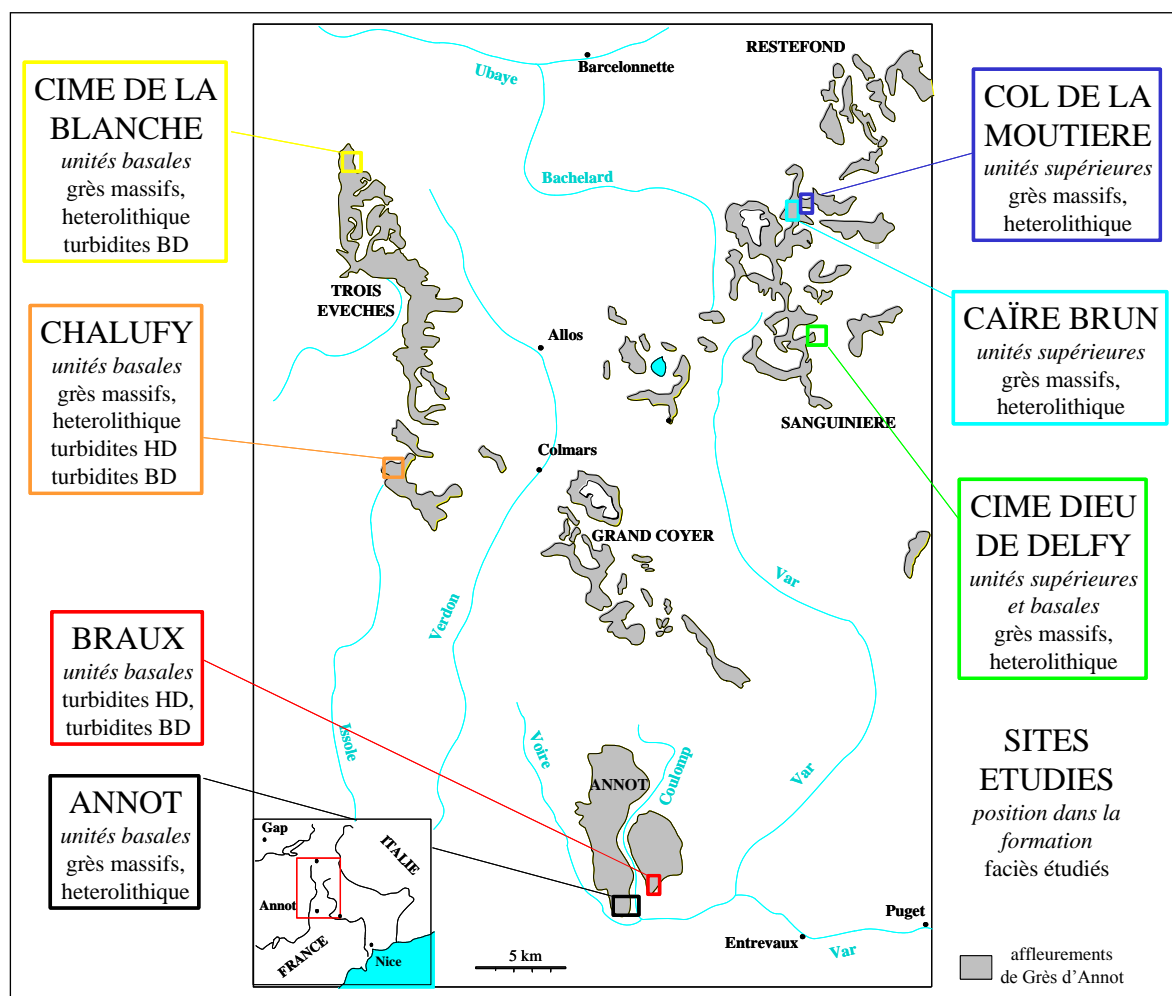 RESTEFOND
Ubaye
Barcelonnette
CIME DE LA
BLANCHE
unités basales
grès massifs,
heterolithique
turbidites BD
COL DE LA
MOUTIERE
unités supérieures
grès massifs,
heterolithique
Bachelard
TROIS
EVECHES
CHALUFY
unités basales
grès massifs,
heterolithique
turbidites HD
turbidites BD
Allos
CAÏRE BRUN
unités supérieures
grès massifs,
heterolithique
SANGUINIERE
Colmars
GRAND COYER
CIME DIEU
DE DELFY
unités supérieures
et basales
grès massifs,
heterolithique
Var
Verdon
BRAUX
unités basales
turbidites HD,
turbidites BD
Issole
Voire
Coulomp
Var
ANNOT
ANNOT
unités basales
grès massifs,
heterolithique
SITES
ETUDIES
position dans la
formation
faciès étudiés
Gap
ITALIE
Annot
FRANCE
Nice
5 km
Entrevaux
Var
Puget
affleurements
de Grès d'Annot